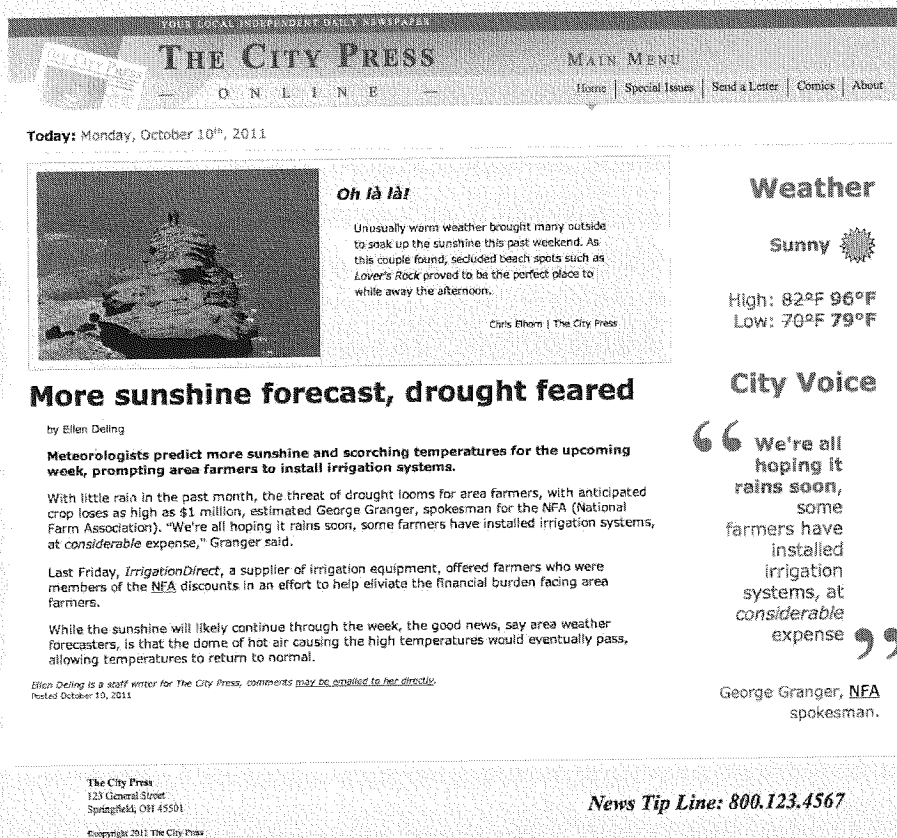 YOUR LOCAL INDEPENDENT DAILY NEWSPAPER
THE CITY PRESS
THE CITY PRESS
— ONLINE —
MAIN MENU
Home | Special Issues | Send a Letter | Comics | About
Today: Monday, October 10th, 2011
Oh là là!
Unusually warm weather brought many outside
to soak up the sunshine this past weekend. As
this couple found, secluded beach spots such as
Lover's Rock proved to be the perfect place to
while away the afternoon.
Chris Elhorn | The City Press
More sunshine forecast, drought feared
by Ellen Deling
Meteorologists predict more sunshine and scorching temperatures for the upcoming
week, prompting area farmers to install irrigation systems.
With little rain in the past month, the threat of drought looms for area farmers, with anticipated
crop loses as high as $1 million, estimated George Granger, spokesman for the NFA (National
Farm Association). "We're all hoping it rains soon, some farmers have installed irrigation systems,
at considerable expense," Granger said.
Last Friday, IrrigationDirect, a supplier of irrigation equipment, offered farmers who were
members of the NFA discounts in an effort to help eliviate the financial burden facing area
farmers.
While the sunshine will likely continue through the week, the good news, say area weather
forecasters, is that the dome of hot air causing the high temperatures would eventually pass,
allowing temperatures to return to normal.
Ellen Deling is a staff writer for The City Press, comments may be emailed to her directly.
Posted October 10, 2011
Weather
Sunny
High: 82°F 96°F
Low: 70°F 79°F
City Voice
“ We're all
hoping it
rains soon,
some
farmers have
installed
irrigation
systems, at
considerable
expense ”
George Granger, NFA
spokesman.
The City Press
123 General Street
Springfield, OH 45501
Copyright 2011 The City Press
News Tip Line: 800.123.4567